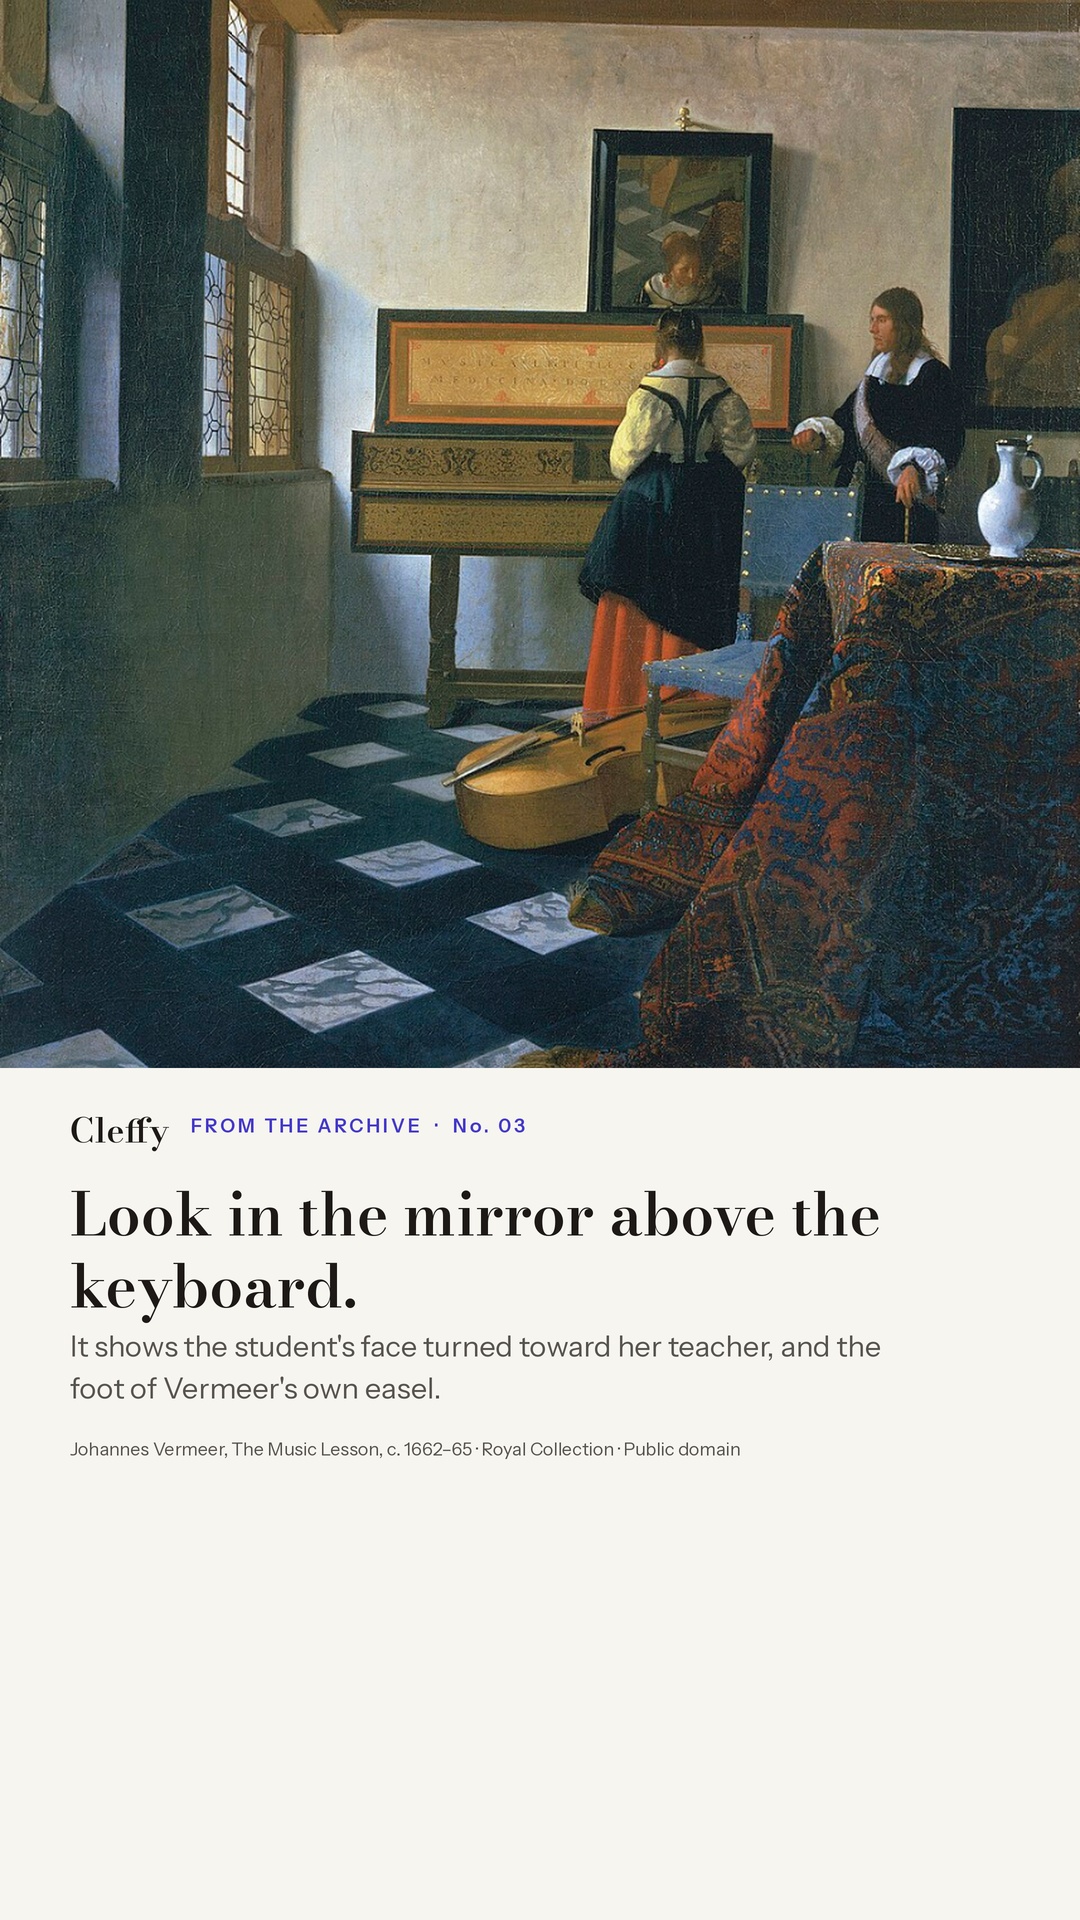 MEDICINA DOLOR
Cleffy FROM THE ARCHIVE · No. 03
Look in the mirror above the
keyboard.
It shows the student's face turned toward her teacher, and the
foot of Vermeer's own easel.
Johannes Vermeer, The Music Lesson, c. 1662–65 · Royal Collection · Public domain